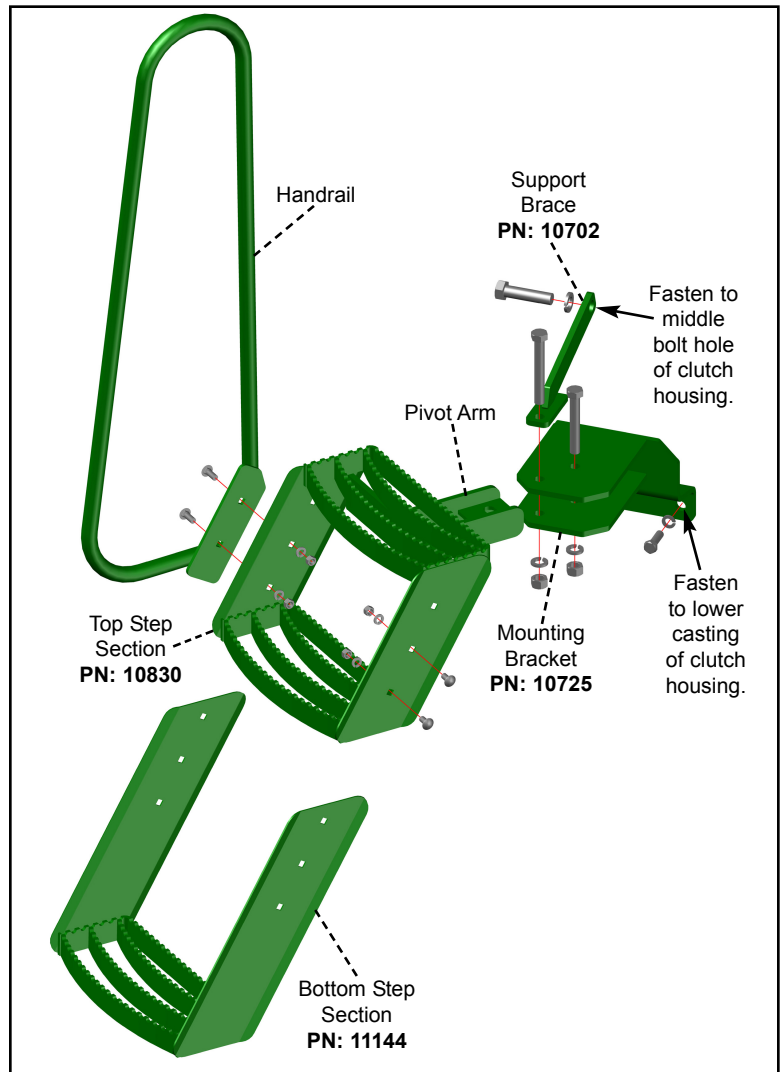 Handrail
Support
Brace
PN: 10702
Fasten to
middle
bolt hole
of clutch
housing.
Pivot Arm
Top Step
Section
PN: 10830
Mounting
Bracket
PN: 10725
Fasten
to lower
casting
of clutch
housing.
Bottom Step
Section
PN: 11144